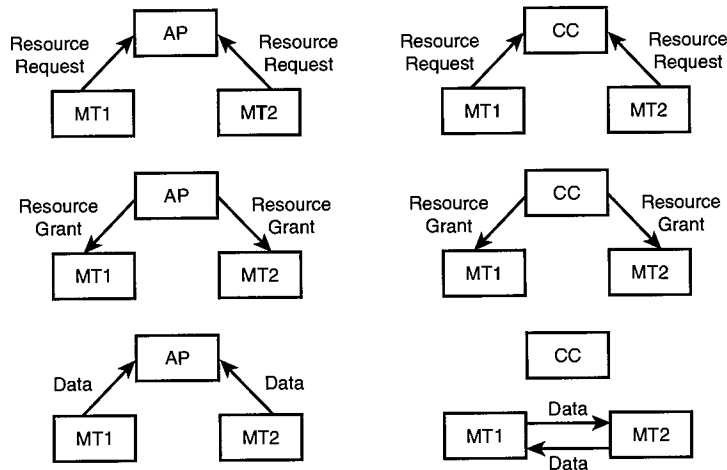 AP
Resource
Request
Resource
Request
MT1
MT2
CC
Resource
Request
Resource
Request
MT1
MT2
AP
Resource
Grant
Resource
Grant
MT1
MT2
CC
Resource
Grant
Resource
Grant
MT1
MT2
AP
Data
Data
MT1
MT2
CC
Data
MT1
MT2
Data